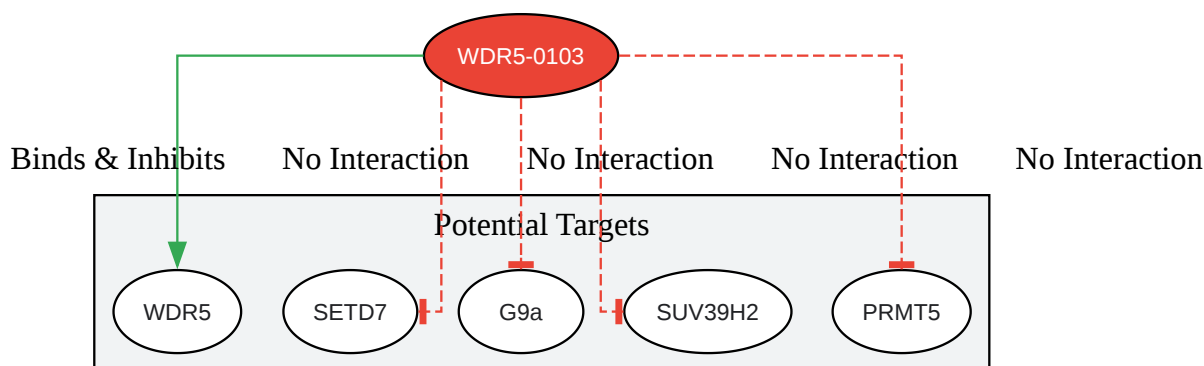 WDR5-0103
Binds & Inhibits No Interaction No Interaction No Interaction No Interaction
Potential Targets
WDR5 SETD7 G9a SUV39H2 PRMT5